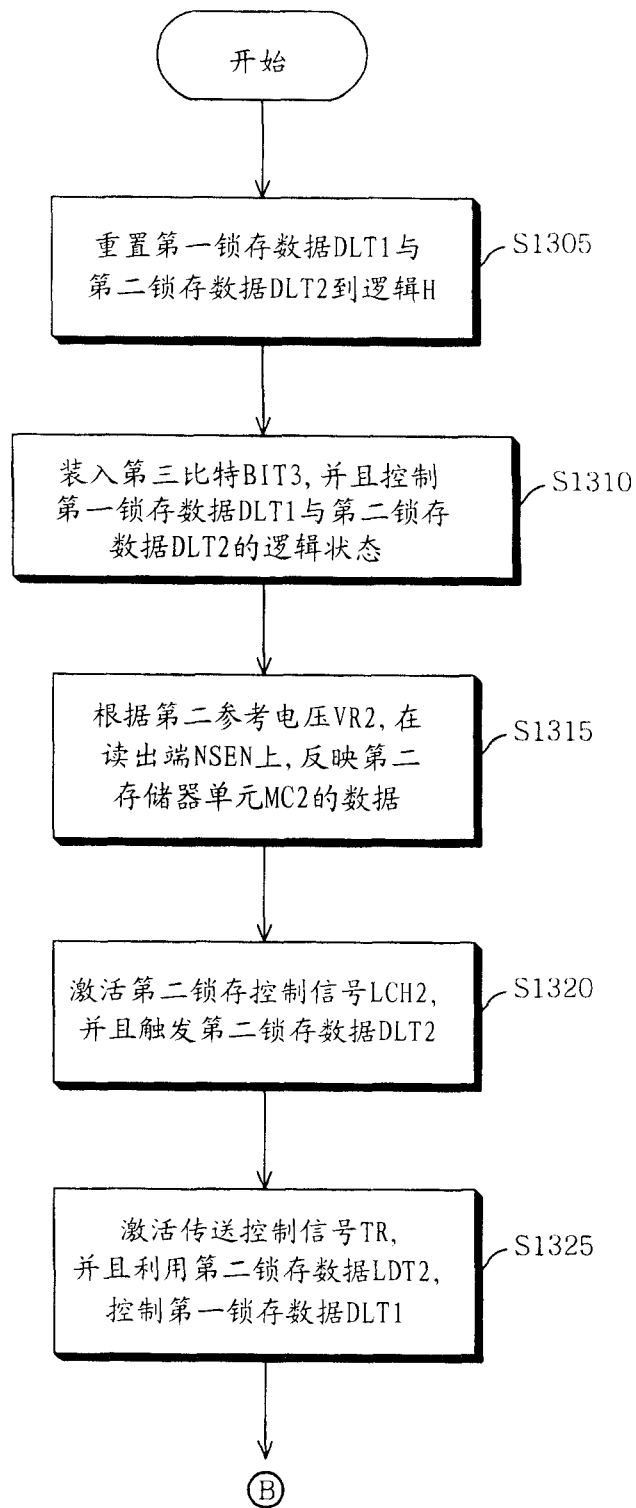 开始
重置第一锁存数据DLT1与
第二锁存数据DLT2到逻辑H
S1305
装入第三比特BIT3,并且控制
第一锁存数据DLT1与第二锁存
数据DLT2的逻辑状态
S1310
根据第二参考电压VR2,在
读出端NSEN上,反映第二
存储器单元MC2的数据
S1315
激活第二锁存控制信号LCH2,
并且触发第二锁存数据DLT2
S1320
激活传送控制信号TR,
并且利用第二锁存数据LDT2,
控制第一锁存数据DLT1
S1325
B